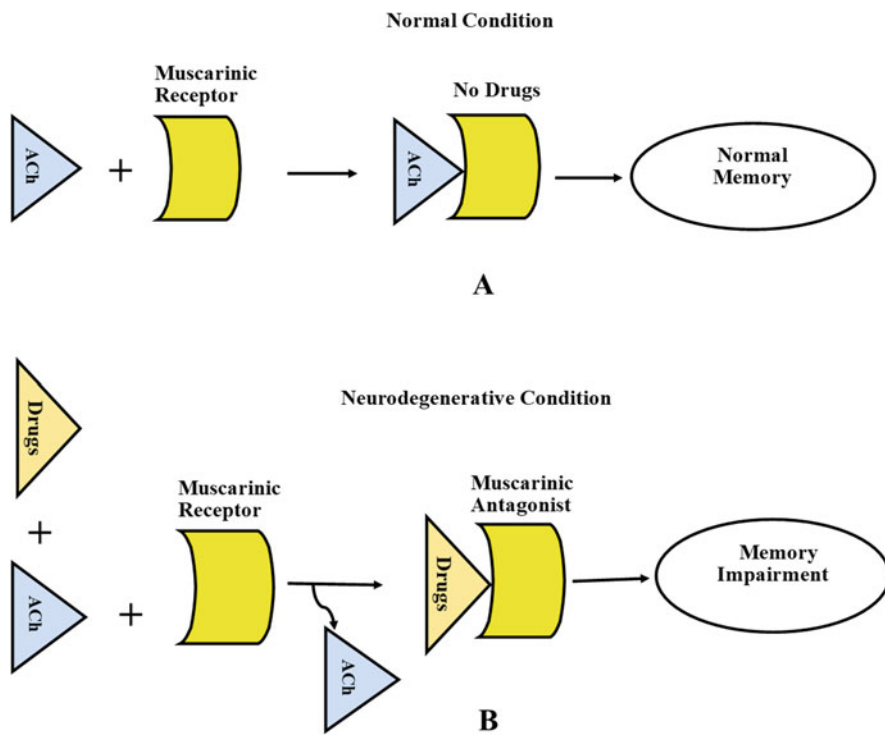 Normal Condition
Muscarinic
Receptor
No Drugs
ACh
+
ACh
Normal
Memory
A
Neurodegenerative Condition
Drugs
+
ACh
+
Muscarinic
Receptor
ACh
Muscarinic
Antagonist
Drugs
Memory
Impairment
B